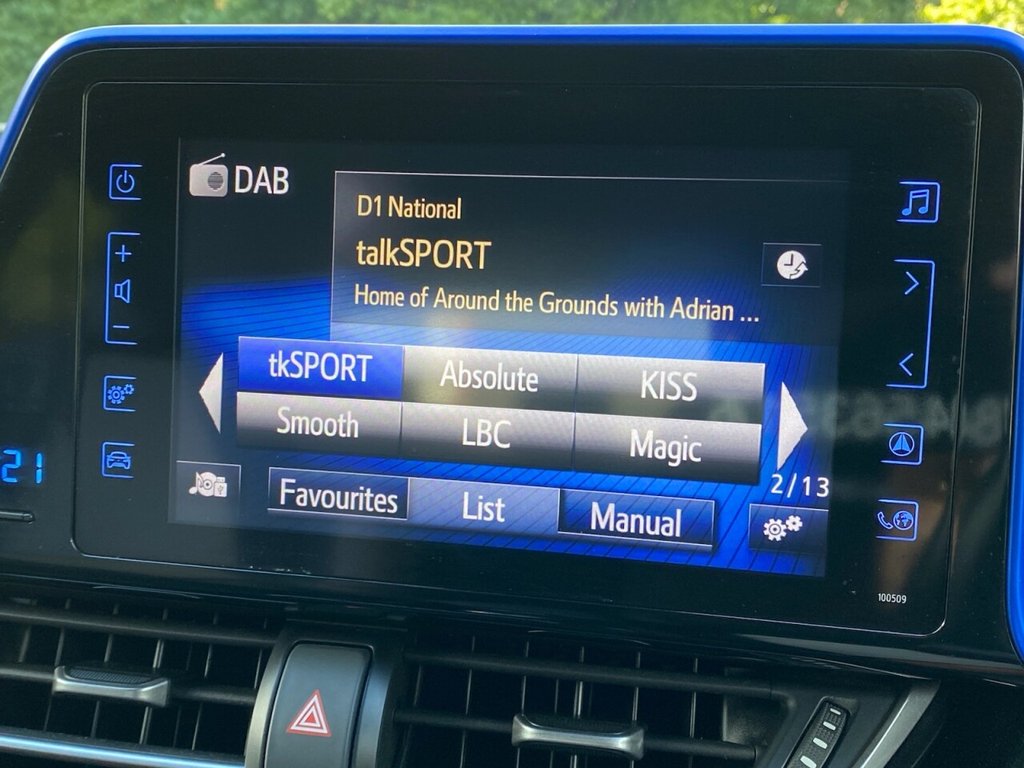 DAB
D1 National
talkSPORT
Home of Around the Grounds with Adrian ...
tkSPORT Absolute KISS
Smooth LBC Magic
2/13
Favourites List Manual
21
100509